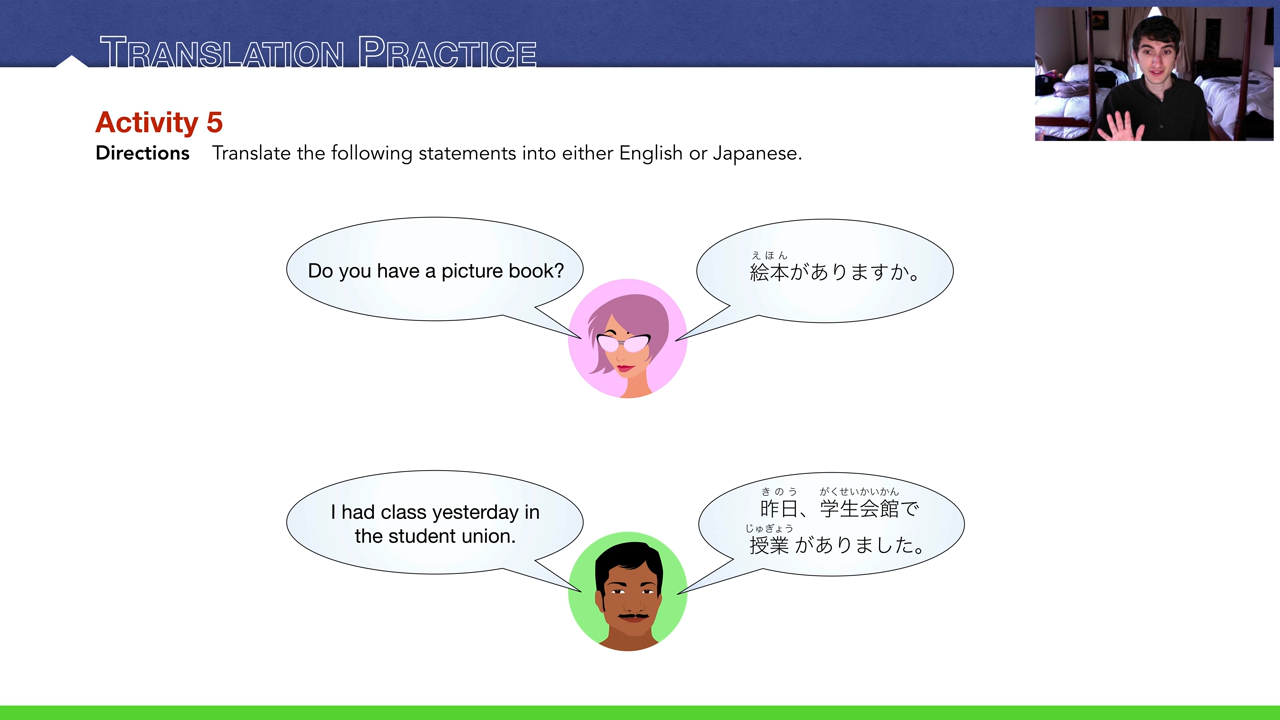 TRANSLATION PRACTICE
Activity 5
Directions Translate the following statements into either English or Japanese.
Do you have a picture book?
えほん
絵本がありますか。
I had class yesterday in
the student union.
きのう がくせいかいかん
昨日、学生会館で
じゅぎょう
授業 がありました。